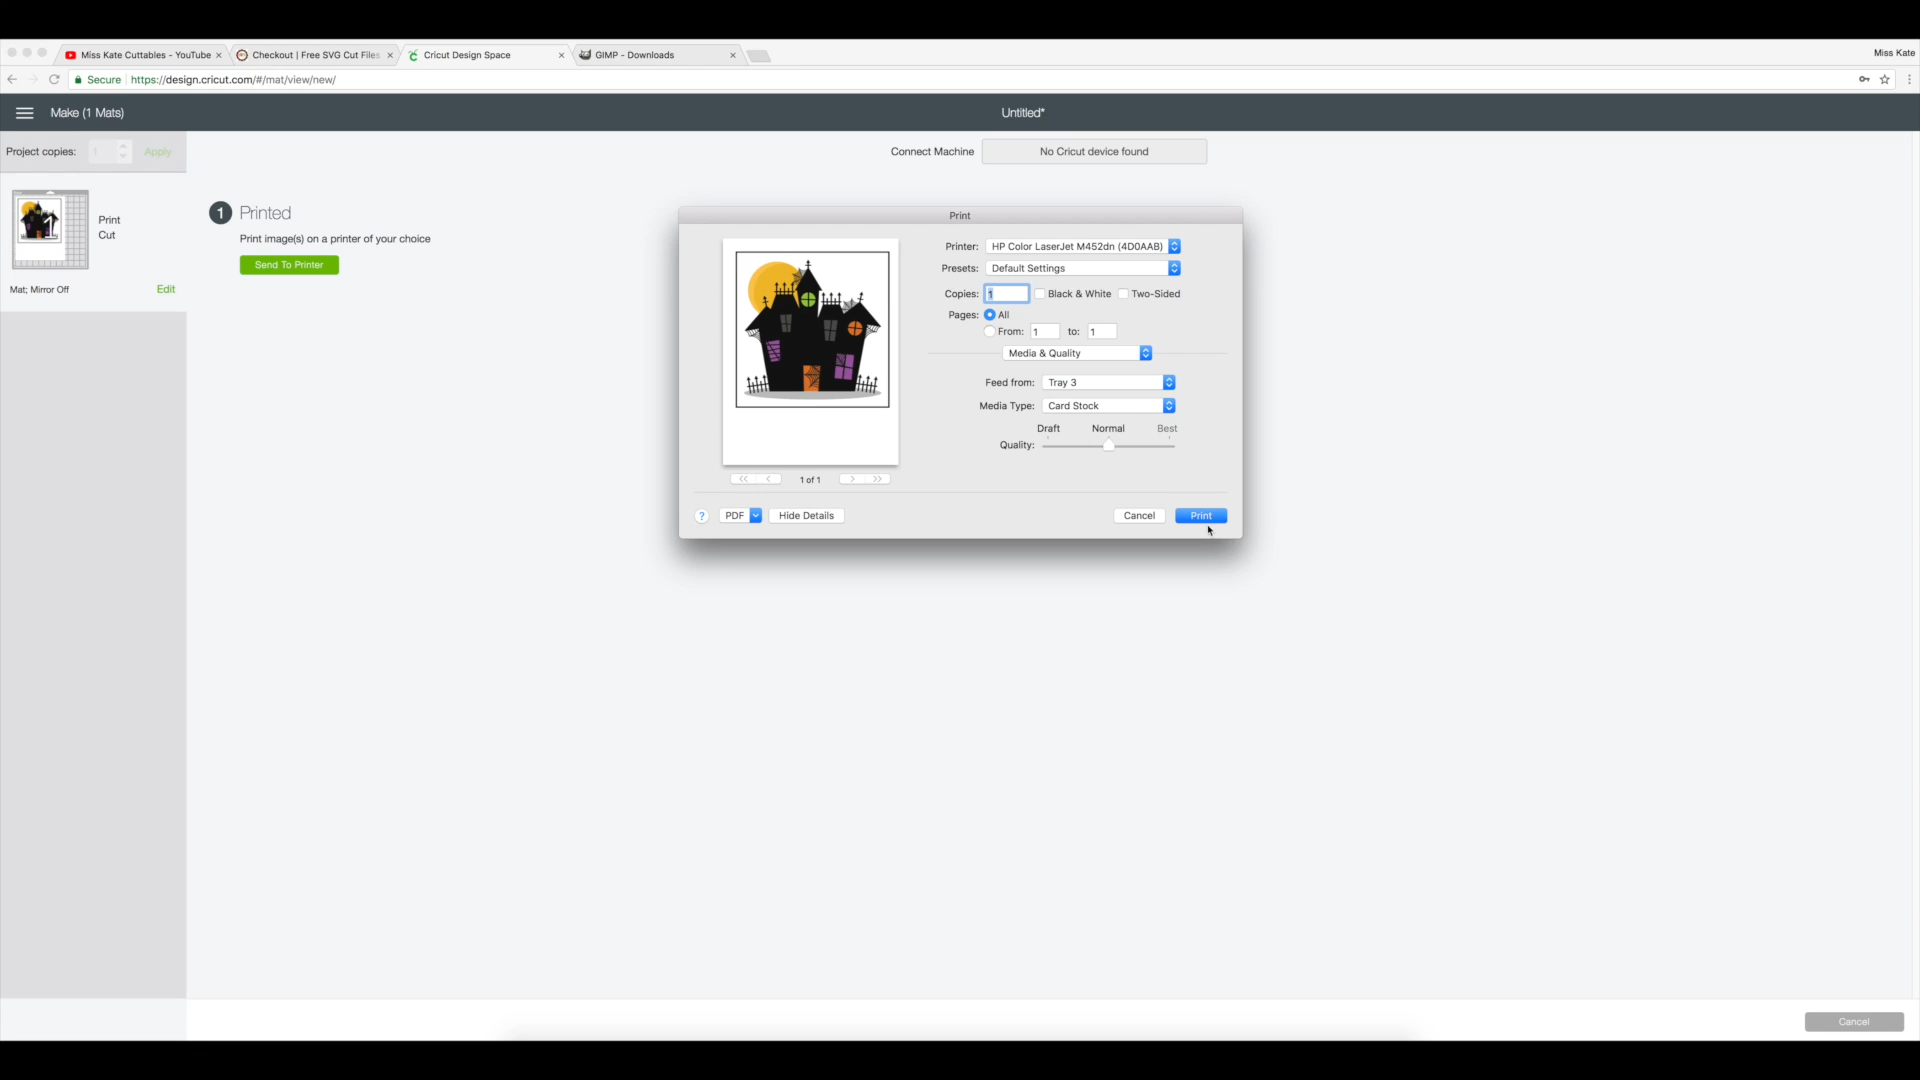 Miss Kate Cuttables - YouTube
Checkout | Free SVG Cut Files
Cricut Design Space
GIMP - Downloads
Miss Kate
Secure
https://design.cricut.com/#/mat/view/new/
Make (1 Mats)
Untitled*
Project copies:
1
Apply
Connect Machine
No Cricut device found
1
Print
Cut
Mat; Mirror Off
Edit
1
Printed
Print image(s) on a printer of your choice
Send To Printer
Print
Printer: HP Color LaserJet M452dn (4D0AAB)
Presets: Default Settings
Copies: 1 Black & White Two-Sided
Pages: All
From: 1 to: 1
Media & Quality
Feed from: Tray 3
Media Type: Card Stock
Draft Normal Best
Quality:
1 of 1
? PDF Hide Details
Cancel Print
Cancel